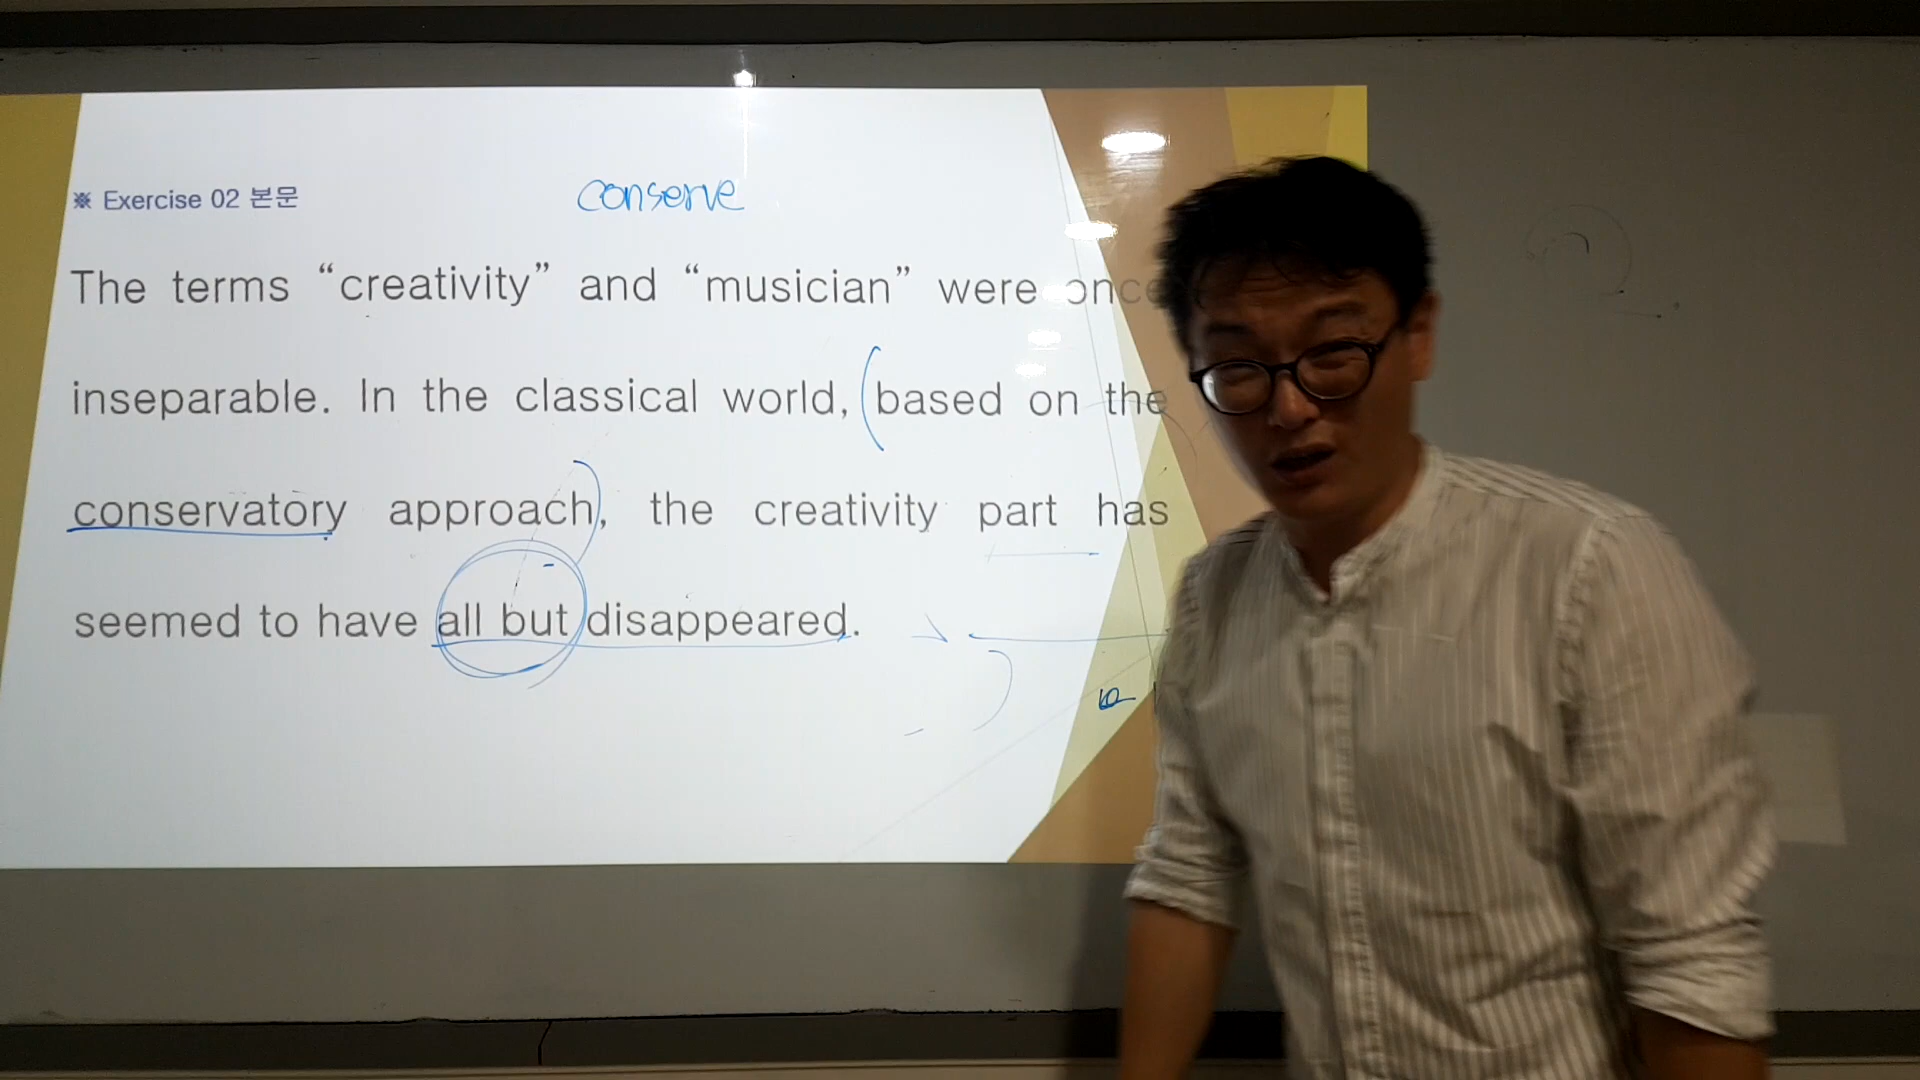 conserve
※ Exercise 02 본문
The terms “creativity” and “musician” were once
inseparable. In the classical world, (based on the
conservatory approach), the creativity part has
seemed to have all but disappeared.